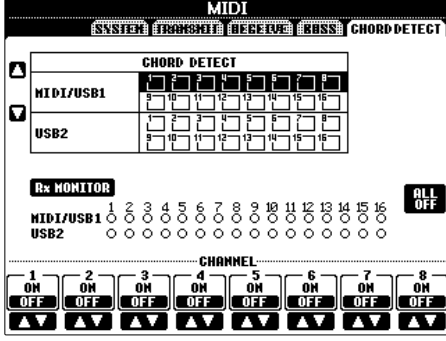 MIDI
SYSTEM TRANSMIT RECEIVE BASS CHORD DETECT
CHORD DETECT
MIDI/USB1
1 2 3 4 5 6 7 8
9 10 11 12 13 14 15 16
USB2
1 2 3 4 5 6 7 8
9 10 11 12 13 14 15 16
Rx MONITOR
1 2 3 4 5 6 7 8 9 10 11 12 13 14 15 16
MIDI/USB1
USB2
ALL OFF
CHANNEL
1 2 3 4 5 6 7 8
ON ON ON ON ON ON ON ON
OFF OFF OFF OFF OFF OFF OFF OFF